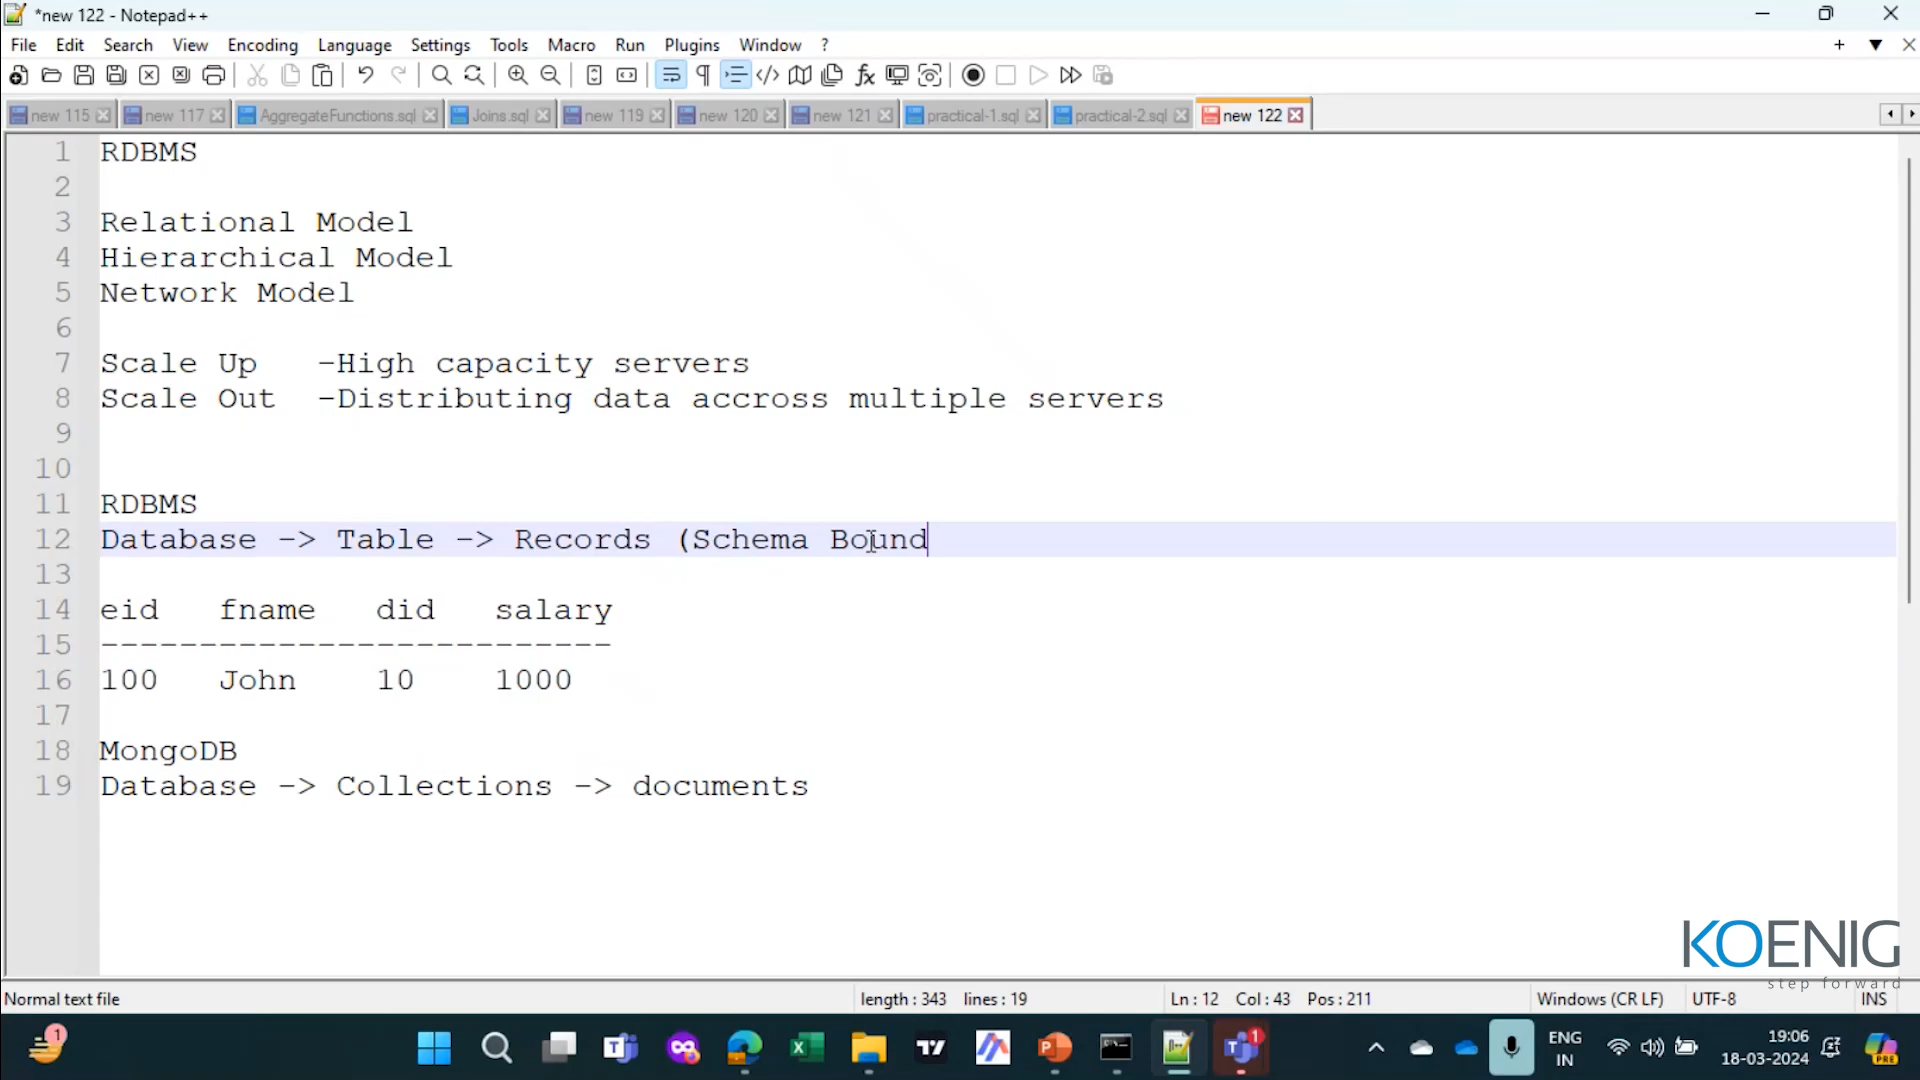 *new 122 - Notepad++
File Edit Search View Encoding Language Settings Tools Macro Run Plugins Window ?
new 115 new 117 AggregateFunctions.sql Joins.sql new 119 new 120 new 121 practical-1.sql practical-2.sql new 122
1 RDBMS
2
3 Relational Model
4 Hierarchical Model
5 Network Model
6
7 Scale Up -High capacity servers
8 Scale Out -Distributing data accross multiple servers
9
10
11 RDBMS
12 Database -> Table -> Records (Schema Bound
13
14 eid fname did salary
15 --------------------------
16 100 John 10 1000
17
18 MongoDB
19 Database -> Collections -> documents
KOENIG
step forward
Normal text file length : 343 lines : 19 Ln : 12 Col : 43 Pos : 211 Windows (CR LF) UTF-8 INS
1 1 ENG 19:06
IN 18-03-2024 PRE